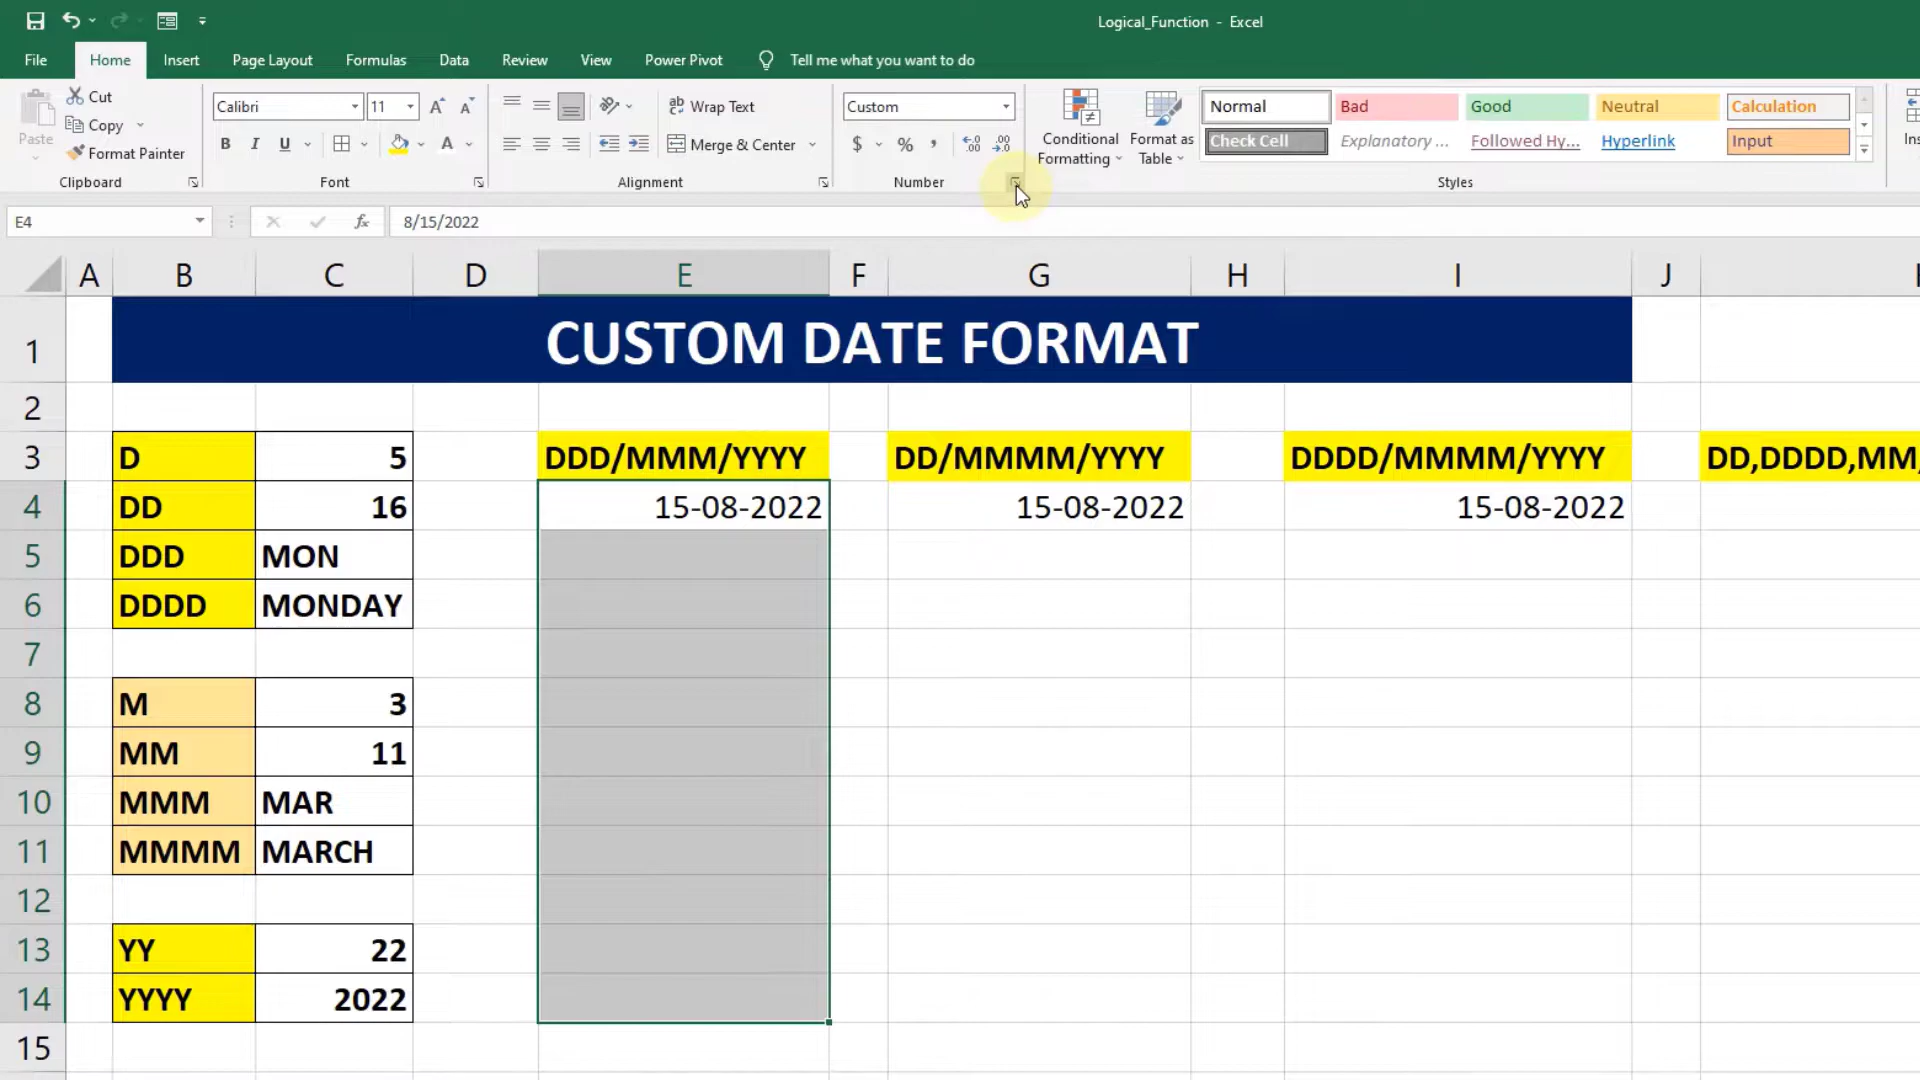 Logical_Function - Excel
File Home Insert Page Layout Formulas Data Review View Power Pivot Tell me what you want to do
Paste
Cut
Copy
Format Painter
Clipboard
Calibri 11
B I U
Font
Wrap Text
Merge & Center
Alignment
Custom
$ % ,
Number
Conditional Formatting
Format as Table
Normal Bad Good Neutral Calculation
Check Cell Explanatory ... Followed Hy... Hyperlink Input
Styles
E4 fx 8/15/2022
A B C D E F G H I J
1 CUSTOM DATE FORMAT
2
3 D 5 DDD/MMM/YYYY DD/MMMM/YYYY DDDD/MMMM/YYYY DD,DDDD,MM
4 DD 16 15-08-2022 15-08-2022 15-08-2022
5 DDD MON
6 DDDD MONDAY
7
8 M 3
9 MM 11
10 MMM MAR
11 MMMM MARCH
12
13 YY 22
14 YYYY 2022
15